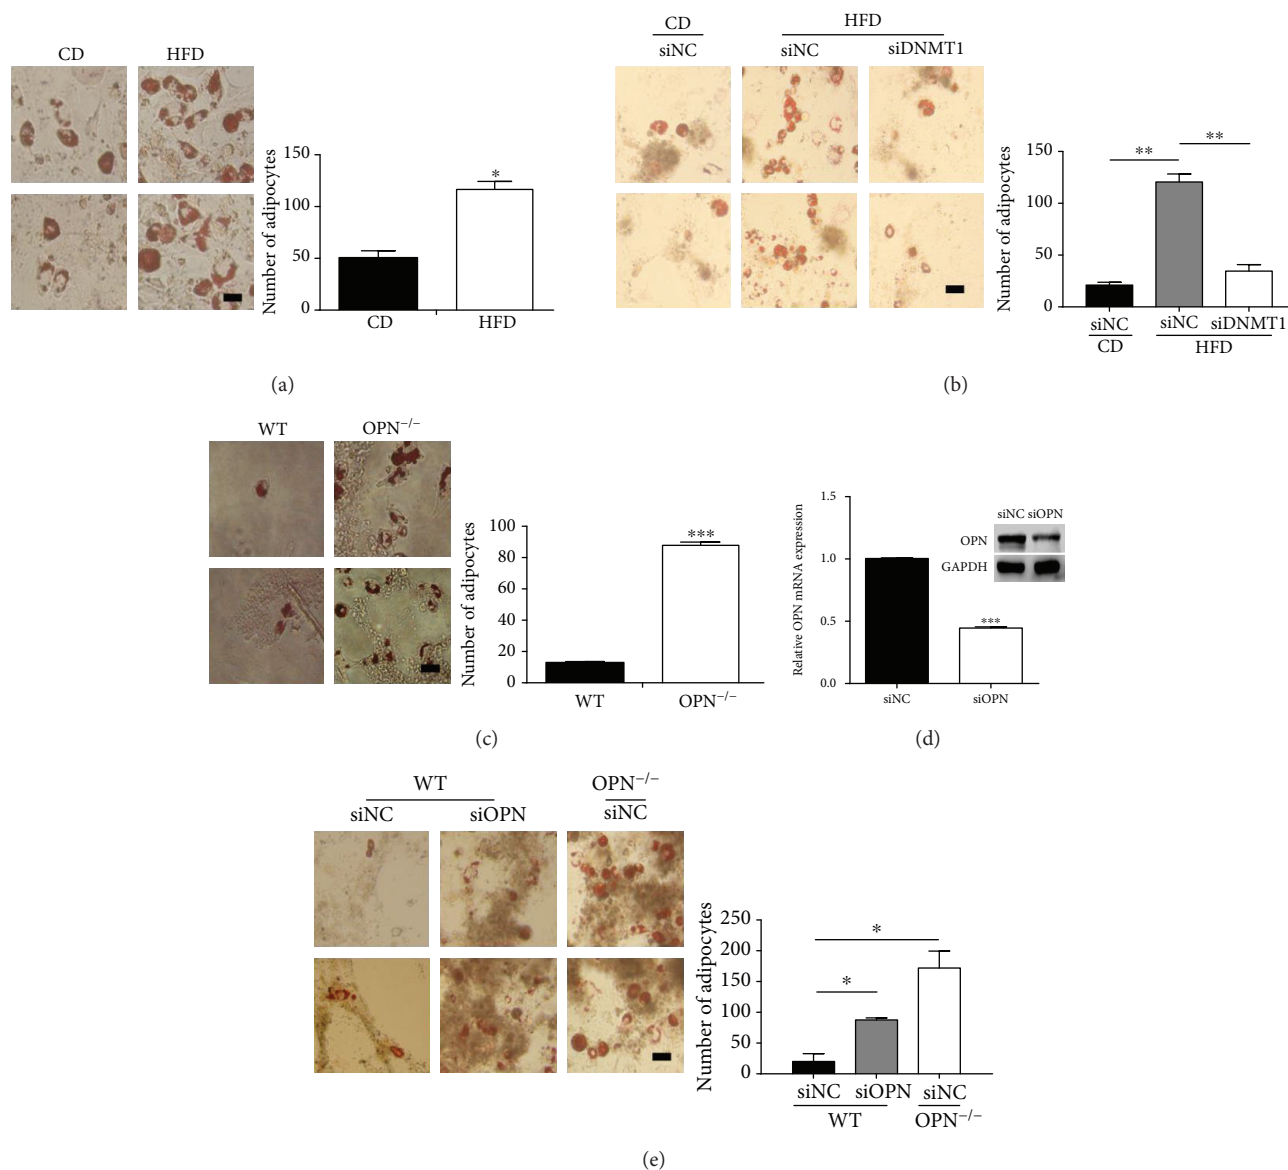 CD HFD
Number of adipocytes
150
100
50
0
*
CD HFD
(a)
CD HFD
siNC siNC siDNMT1
Number of adipocytes
150
100
50
0
** **
siNC siNC siDNMT1
CD HFD
(b)
WT OPN−/−
Number of adipocytes
100
80
60
40
20
0
***
WT OPN−/−
(c)
Relative OPN mRNA expression
1.5
1.0
0.5
0.0
siNC siOPN
OPN
GAPDH
***
siNC siOPN
(d)
WT OPN−/−
siNC siOPN siNC
Number of adipocytes
250
200
150
100
50
0
*
*
siNC siOPN siNC
WT OPN−/−
(e)